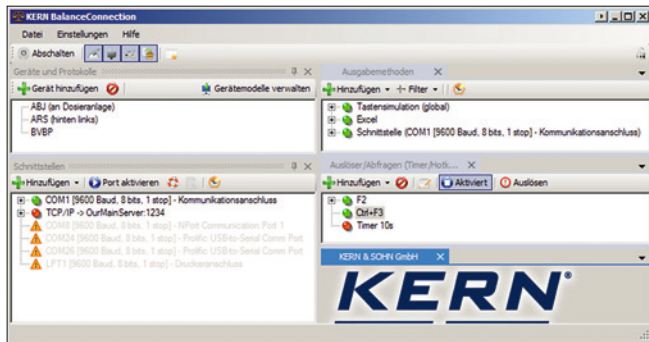 KERN BalanceConnection
Datei Einstellungen Hilfe
Abschalten
Geräte und Protokolle
Gerät hinzufügen Gerätemodelle verwalten
ABJ (an Dosieranlage)
ARS (hinten links)
BVBP
Ausgabemethoden
Hinzufügen Filter
Tastensimulation (global)
Excel
Schnittstelle (COM1 [9600 Baud, 8 bits, 1 stop] - Kommunikationsanschluss)
Schnittstellen
Hinzufügen Port aktivieren
COM1 [9600 Baud, 8 bits, 1 stop] - Kommunikationsanschluss
TCP/IP -> OurMainServer:1234
COM8 [9600 Baud, 8 bits, 1 stop] - NPort Communication Port 1
COM24 [9600 Baud, 8 bits, 1 stop] - Prolific USB-to-Serial Comm Port
COM26 [9600 Baud, 8 bits, 1 stop] - Prolific USB-to-Serial Comm Port
LPT1 [9600 Baud, 8 bits, 1 stop] - Druckeranschluss
Auslöser/Abfragen (Timer/Hotk...
Hinzufügen Aktiviert Auslösen
F2
Ctrl+F3
Timer 10s
KERN & SOHN GmbH
KERN®